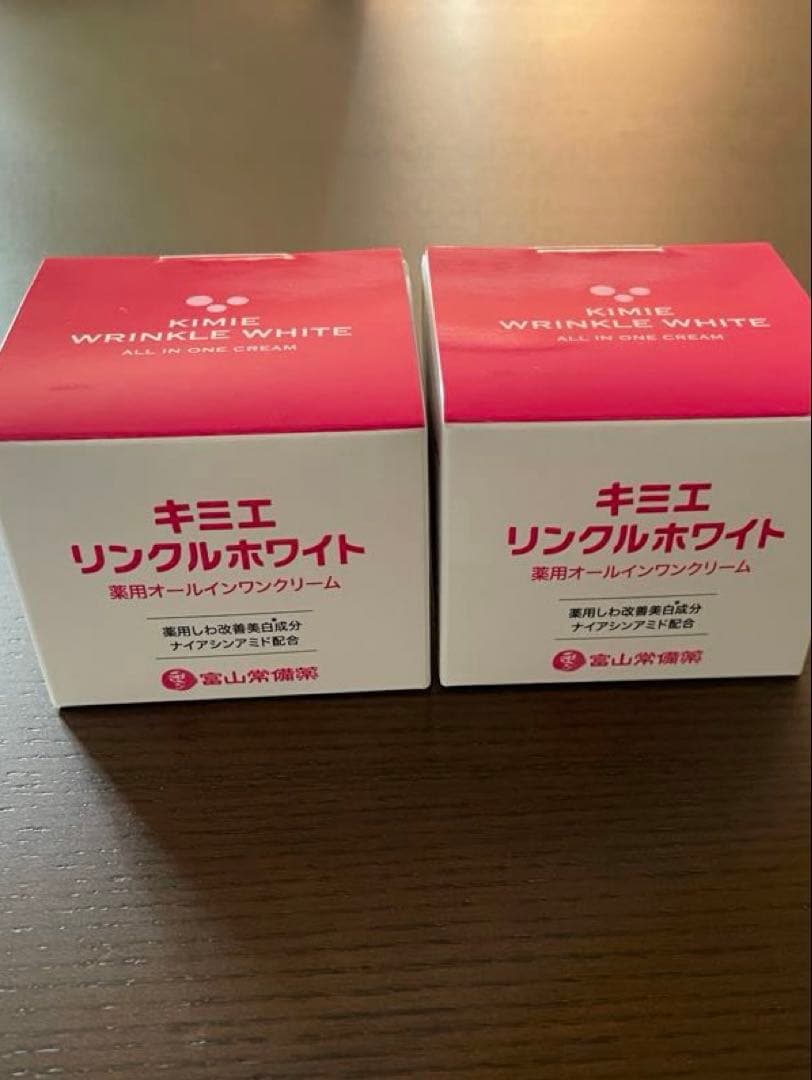 KIMIE
WRINKLE WHITE
ALL IN ONE CREAM
キミエ
リンクルホワイト
薬用オールインワンクリーム
薬用しわ改善美白*成分
ナイアシンアミド配合
富山常備薬
KIMIE
WRINKLE WHITE
ALL IN ONE CREAM
キミエ
リンクルホワイト
薬用オールインワンクリーム
薬用しわ改善美白*成分
ナイアシンアミド配合
富山常備薬